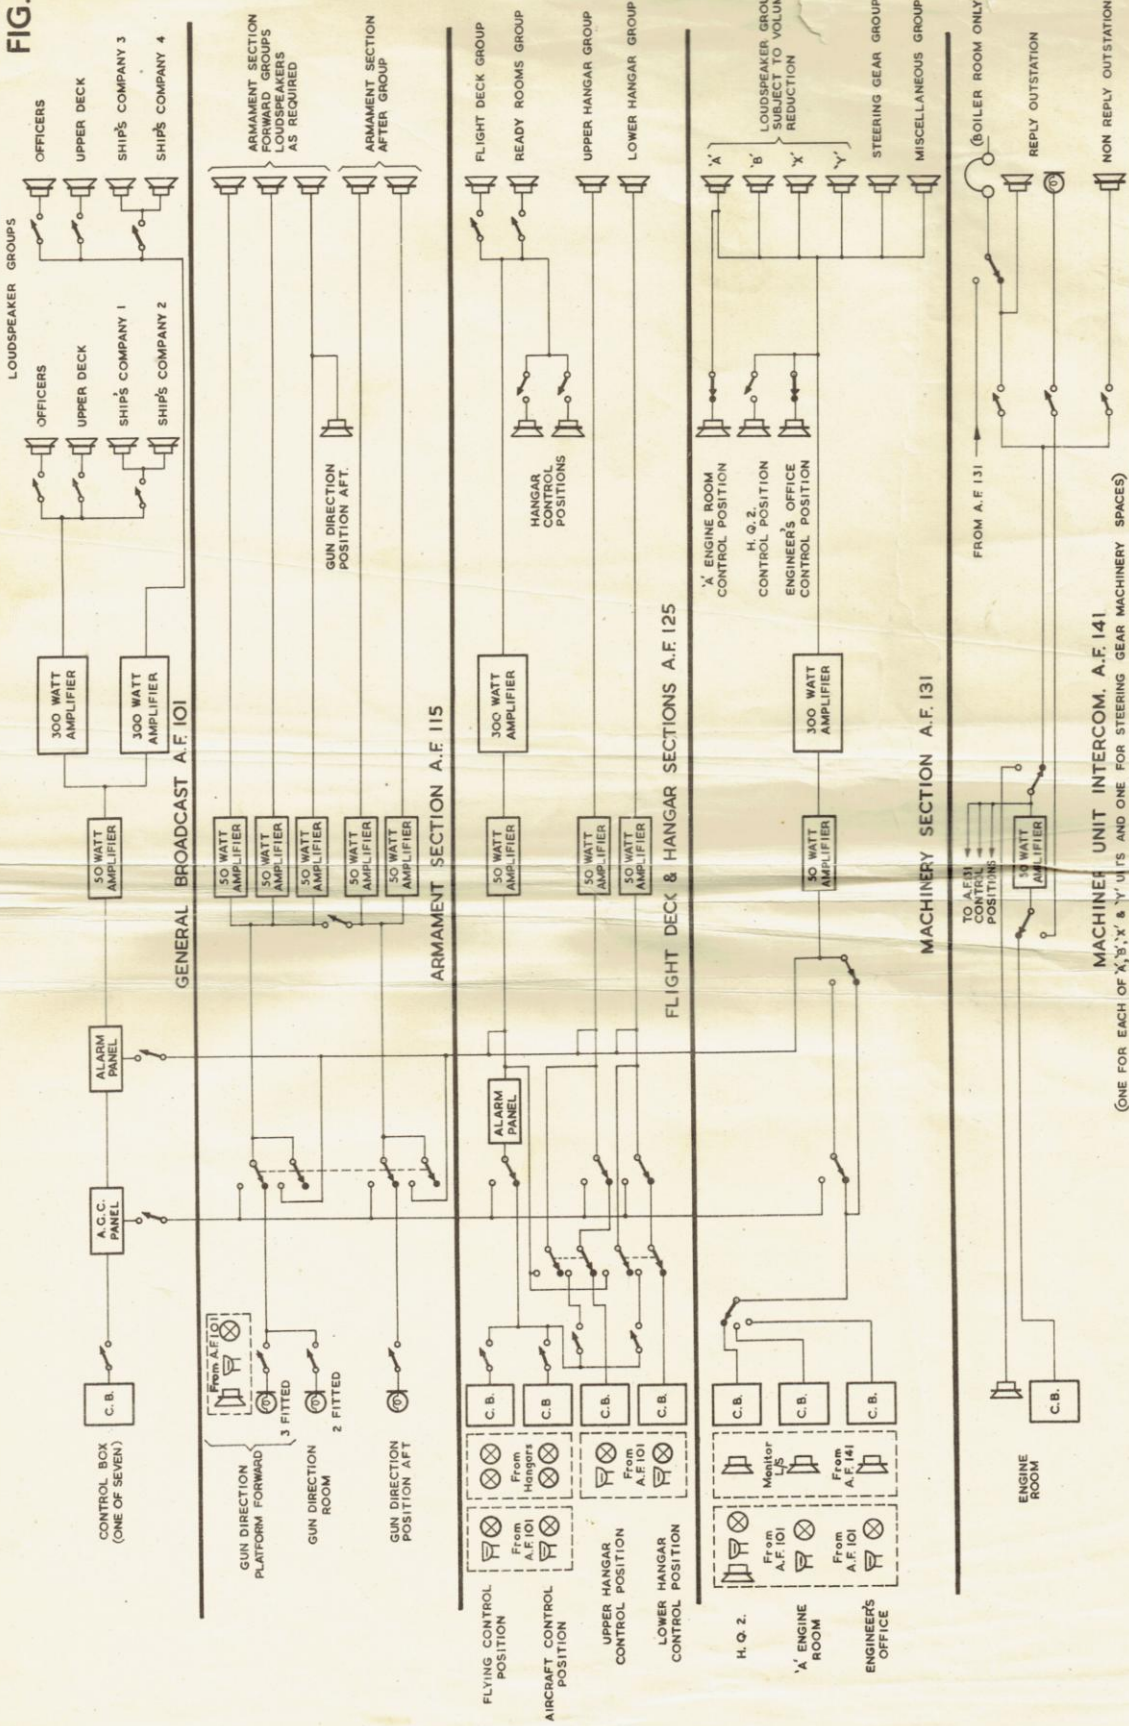 FIG.
LOUDSPEAKER GROUPS
OFFICERS
UPPER DECK
SHIP'S COMPANY 1
SHIP'S COMPANY 2
OFFICERS
UPPER DECK
SHIP'S COMPANY 3
SHIP'S COMPANY 4
CONTROL BOX
(ONE OF SEVEN)
C.B.
A.G.C.
PANEL
ALARM
PANEL
50 WATT
AMPLIFIER
300 WATT
AMPLIFIER
300 WATT
AMPLIFIER
GENERAL BROADCAST A.F. 101
GUN DIRECTION
PLATFORM FORWARD
From A.F.101
3 FITTED
GUN DIRECTION
ROOM
2 FITTED
GUN DIRECTION
POSITION AFT
50 WATT
AMPLIFIER
50 WATT
AMPLIFIER
50 WATT
AMPLIFIER
50 WATT
AMPLIFIER
50 WATT
AMPLIFIER
GUN DIRECTION
POSITION AFT.
ARMAMENT SECTION
FORWARD GROUPS
LOUDSPEAKERS
AS REQUIRED
ARMAMENT SECTION
AFTER GROUP
ARMAMENT SECTION A.F. 115
FLYING CONTROL
POSITION
AIRCRAFT CONTROL
POSITION
UPPER HANGAR
CONTROL POSITION
LOWER HANGAR
CONTROL POSITION
From
A.F.101
From
Hangars
From
A.F.101
C.B.
C.B
C.B.
C.B.
ALARM
PANEL
50 WATT
AMPLIFIER
50 WATT
AMPLIFIER
50 WATT
AMPLIFIER
300 WATT
AMPLIFIER
HANGAR
CONTROL
POSITIONS
FLIGHT DECK GROUP
READY ROOMS GROUP
UPPER HANGAR GROUP
LOWER HANGAR GROUP
FLIGHT DECK & HANGAR SECTIONS A.F. 125
H.Q. 2.
'A' ENGINE
ROOM
ENGINEER'S
OFFICE
From
A.F. 101
From
A.F. 101
Monitor
L/S
From
A.F. 141
C.B.
C.B.
C.B.
50 WATT
AMPLIFIER
300 WATT
AMPLIFIER
'A' ENGINE ROOM
CONTROL POSITION
H.Q. 2.
CONTROL POSITION
ENGINEER'S OFFICE
CONTROL POSITION
'A'
'B'
'X'
'Y'
LOUDSPEAKER
SUBJECT TO
REDUCTION
STEERING GEAR GROUP
MISCELLANEOUS GROUP
MACHINERY SECTION A.F. 131
ENGINE
ROOM
C.B.
TO A.F.131
CONTROL
POSITIONS
50 WATT
FROM A.F. 131
(BOILER ROOM ONLY)
REPLY OUTSTATION
NON REPLY OUTSTATION
UNIT INTERCOM. A.F. 141
(ONE FOR EACH OF 'A','B','X' & 'Y' AND ONE FOR STEERING GEAR MACHINERY SPACES)